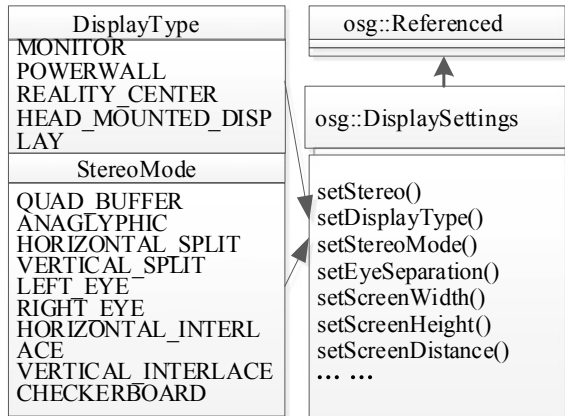 DisplayType
MONITOR
POWERWALL
REALITY_CENTER
HEAD_MOUNTED_DISP
LAY
StereoMode
QUAD_BUFFER
ANAGLYPHIC
HORIZONTAL_SPLIT
VERTICAL_SPLIT
LEFT_EYE
RIGHT_EYE
HORIZONTAL_INTERL
ACE
VERTICAL_INTERLACE
CHECKERBOARD
osg::Referenced
osg::DisplaySettings
setStereo()
setDisplayType()
setStereoMode()
setEyeSeparation()
setScreenWidth()
setScreenHeight()
setScreenDistance()
... ...